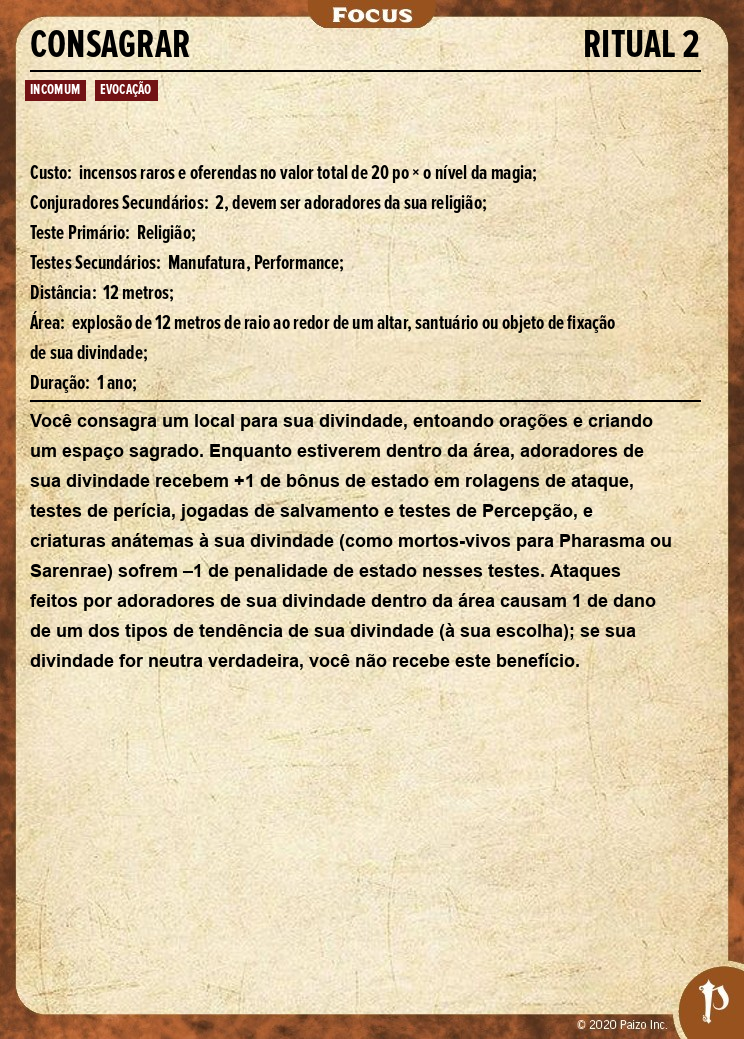 Focus
CONSAGRAR RITUAL 2
INCOMUM EVOCAÇÃO
Custo: incensos raros e oferendas no valor total de 20 po × o nível da magia;
Conjuradores Secundários: 2, devem ser adoradores da sua religião;
Teste Primário: Religião;
Testes Secundários: Manufatura, Performance;
Distância: 12 metros;
Área: explosão de 12 metros de raio ao redor de um altar, santuário ou objeto de fixação
de sua divindade;
Duração: 1 ano;
Você consagra um local para sua divindade, entoando orações e criando
um espaço sagrado. Enquanto estiverem dentro da área, adoradores de
sua divindade recebem +1 de bônus de estado em rolagens de ataque,
testes de perícia, jogadas de salvamento e testes de Percepção, e
criaturas anátemas à sua divindade (como mortos-vivos para Pharasma ou
Sarenrae) sofrem –1 de penalidade de estado nesses testes. Ataques
feitos por adoradores de sua divindade dentro da área causam 1 de dano
de um dos tipos de tendência de sua divindade (à sua escolha); se sua
divindade for neutra verdadeira, você não recebe este benefício.
P
© 2020 Paizo Inc.